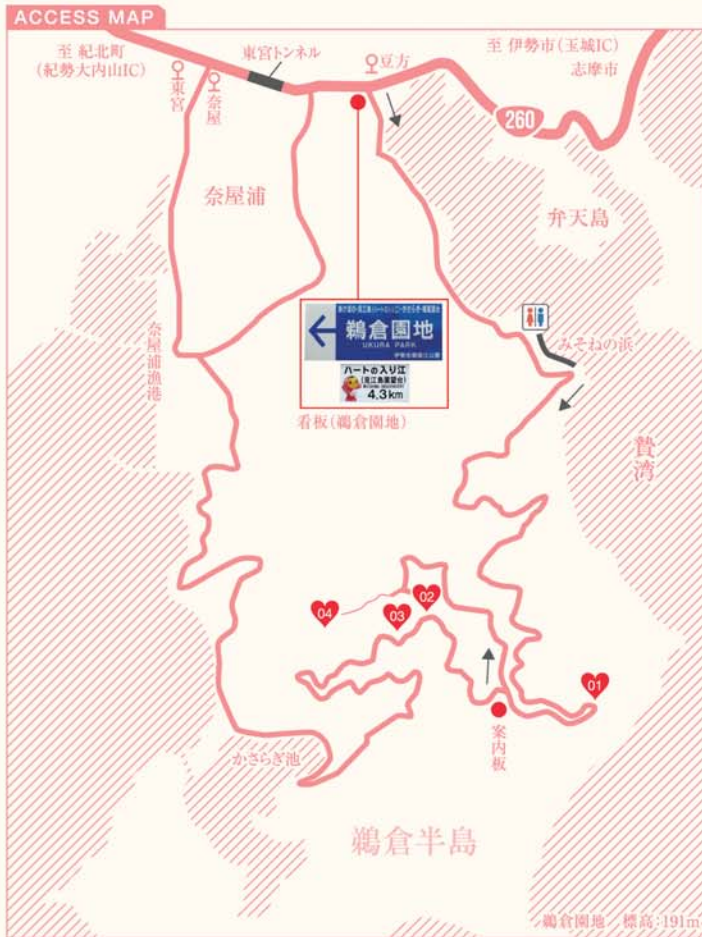 ACCESS MAP
至 紀北町
(紀勢大内山IC)
東宮トンネル
豆方
至 伊勢市(玉城IC)
志摩市
東宮
奈屋
260
奈屋浦
弁天島
奈屋浦漁港
鵜倉園地
UKURA PARK
ハートの入り江
4.3km
看板(鵜倉園地)
みそねの浜
贄湾
04
03
02
01
案内板
かさらぎ池
鵜倉半島
鵜倉園地 標高:191m